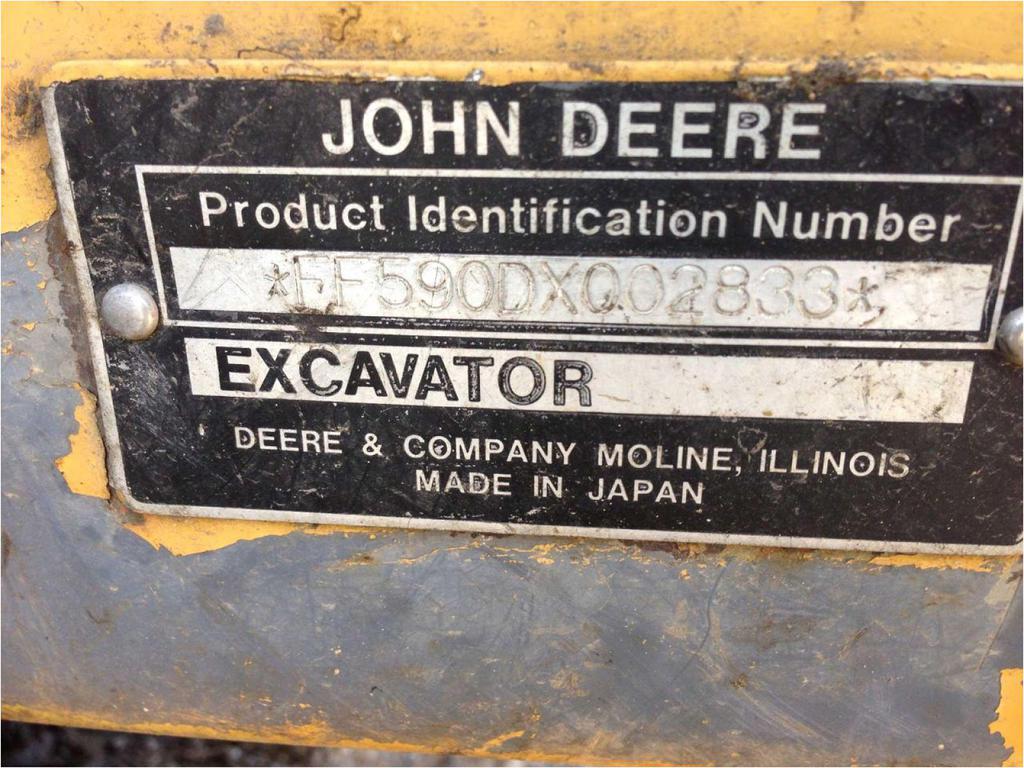 JOHN DEERE
Product Identification Number
*FF590DX002833*
EXCAVATOR
DEERE & COMPANY MOLINE, ILLINOIS
MADE IN JAPAN